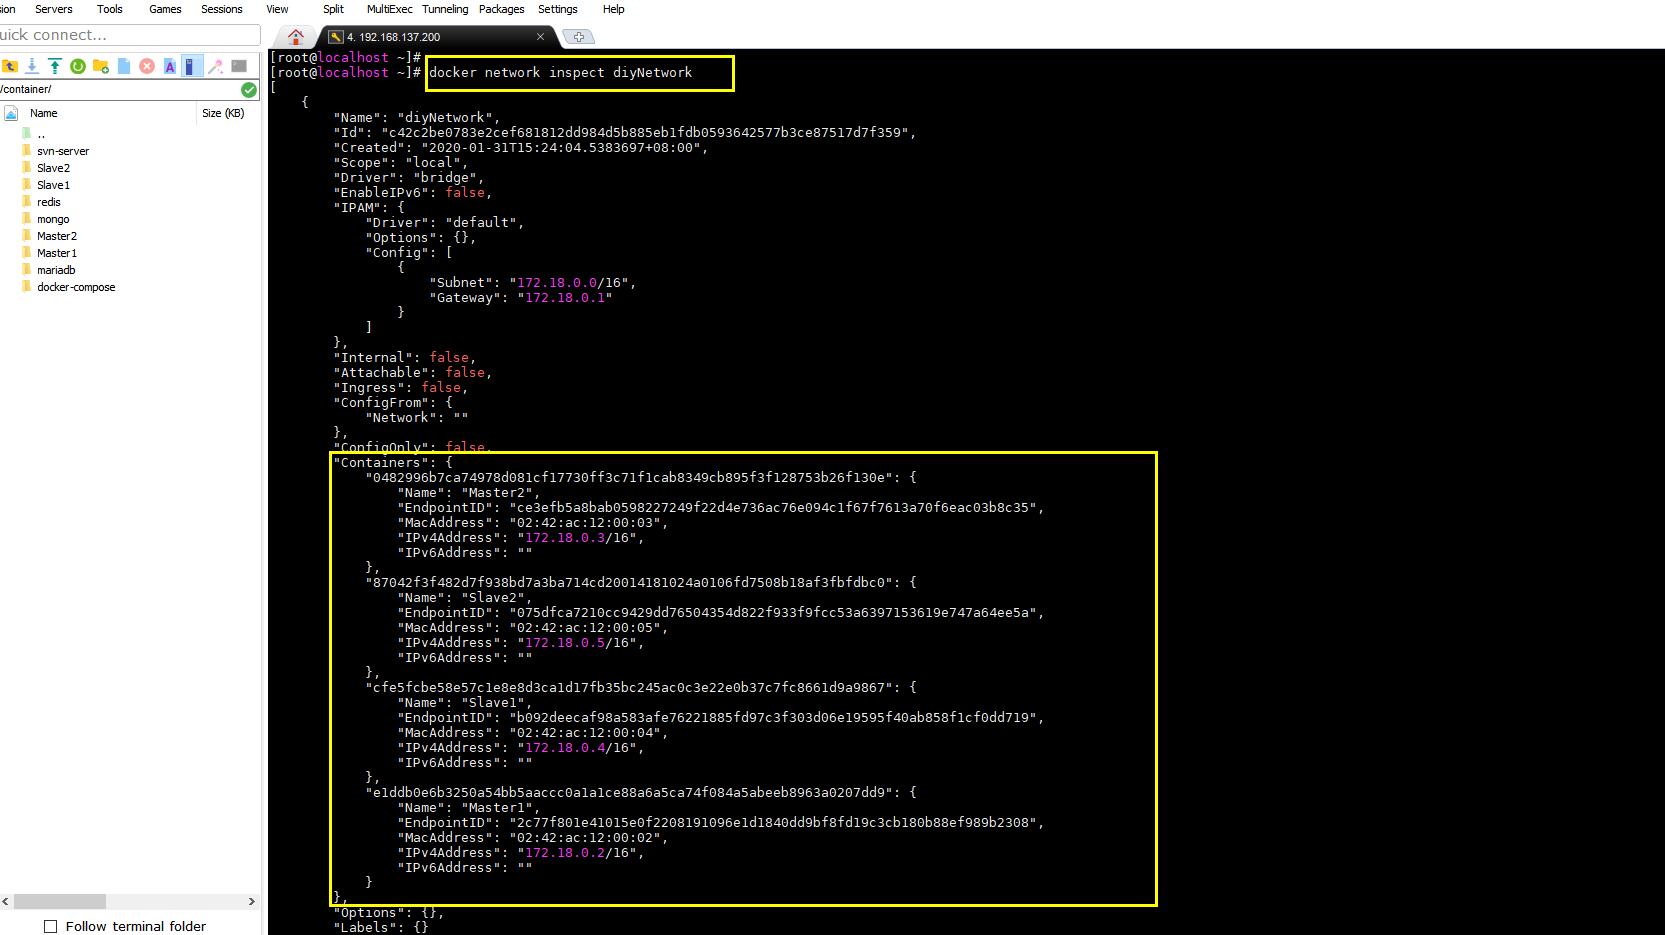 sion Servers Tools Games Sessions View Split MultiExec Tunneling Packages Settings Help
uick connect...
4. 192.168.137.200
/container/
Name Size (KB)
..
svn-server
Slave2
Slave1
redis
mongo
Master2
Master1
mariadb
docker-compose
Follow terminal folder
[root@localhost ~]#
[root@localhost ~]# docker network inspect diyNetwork
[
{
"Name": "diyNetwork",
"Id": "c42c2be0783e2cef681812dd984d5b885eb1fdb0593642577b3ce87517d7f359",
"Created": "2020-01-31T15:24:04.5383697+08:00",
"Scope": "local",
"Driver": "bridge",
"EnableIPv6": false,
"IPAM": {
"Driver": "default",
"Options": {},
"Config": [
{
"Subnet": "172.18.0.0/16",
"Gateway": "172.18.0.1"
}
]
},
"Internal": false,
"Attachable": false,
"Ingress": false,
"ConfigFrom": {
"Network": ""
},
"ConfigOnly": false,
"Containers": {
"0482996b7ca74978d081cf17730ff3c71f1cab8349cb895f3f128753b26f130e": {
"Name": "Master2",
"EndpointID": "ce3efb5a8bab0598227249f22d4e736ac76e094c1f67f7613a70f6eac03b8c35",
"MacAddress": "02:42:ac:12:00:03",
"IPv4Address": "172.18.0.3/16",
"IPv6Address": ""
},
"87042f3f482d7f938bd7a3ba714cd20014181024a0106fd7508b18af3fbfdbc0": {
"Name": "Slave2",
"EndpointID": "075dfca7210cc9429dd76504354d822f933f9fcc53a6397153619e747a64ee5a",
"MacAddress": "02:42:ac:12:00:05",
"IPv4Address": "172.18.0.5/16",
"IPv6Address": ""
},
"cfe5fcbe58e57c1e8e8d3ca1d17fb35bc245ac0c3e22e0b37c7fc8661d9a9867": {
"Name": "Slave1",
"EndpointID": "b092deecaf98a583afe76221885fd97c3f303d06e19595f40ab858f1cf0dd719",
"MacAddress": "02:42:ac:12:00:04",
"IPv4Address": "172.18.0.4/16",
"IPv6Address": ""
},
"e1ddb0e6b3250a54bb5aaccc0a1a1ce88a6a5ca74f084a5abeeb8963a0207dd9": {
"Name": "Master1",
"EndpointID": "2c77f801e41015e0f2208191096e1d1840dd9bf8fd19c3cb180b88ef989b2308",
"MacAddress": "02:42:ac:12:00:02",
"IPv4Address": "172.18.0.2/16",
"IPv6Address": ""
}
},
"Options": {},
"Labels": {}